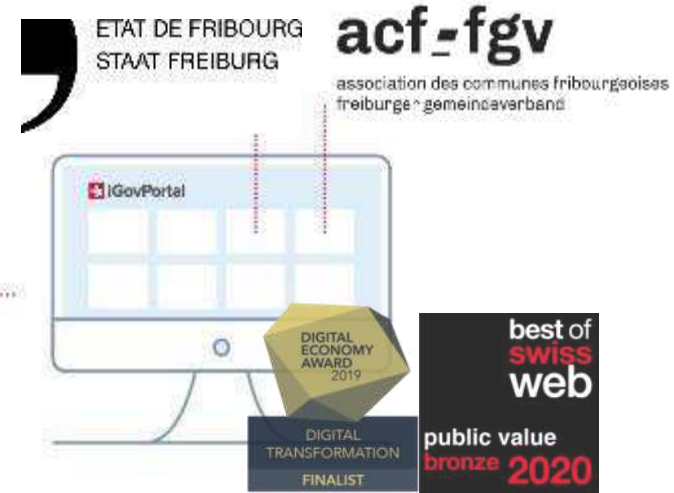 ETAT DE FRIBOURG
STAAT FREIBURG
acf-fgv
association des communes fribourgeoises
freiburger gemeindeverband
iGovPortal
DIGITAL
ECONOMY
AWARD
2019
DIGITAL
TRANSFORMATION
FINALIST
best of
swiss
web
public value
bronze 2020